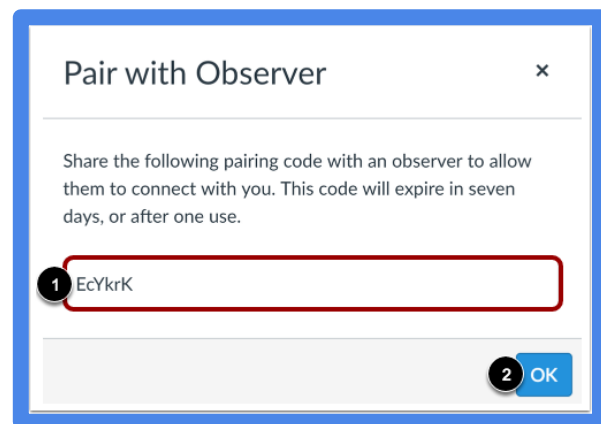 Pair with Observer ×
Share the following pairing code with an observer to allow
them to connect with you. This code will expire in seven
days, or after one use.
1 EcYkrK
2 OK